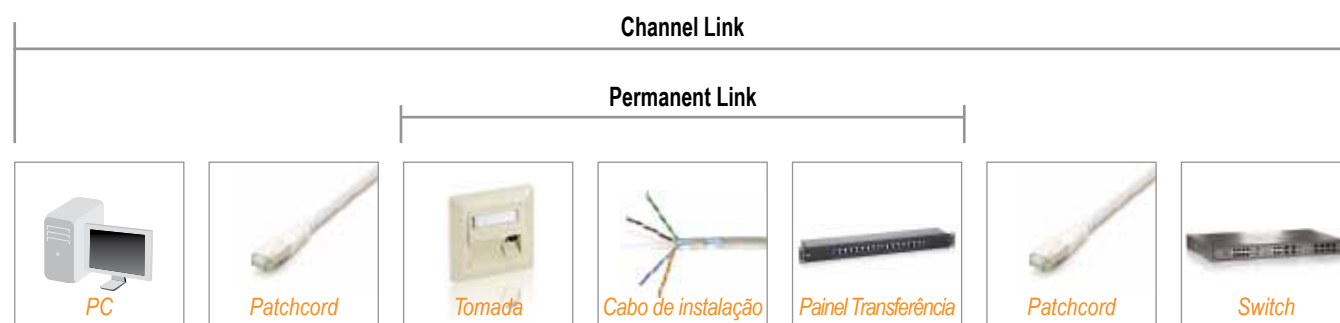 Channel Link
Permanent Link
PC
Patchcord
Tomada
Cabo de instalação
Painel Transferência
Patchcord
Switch